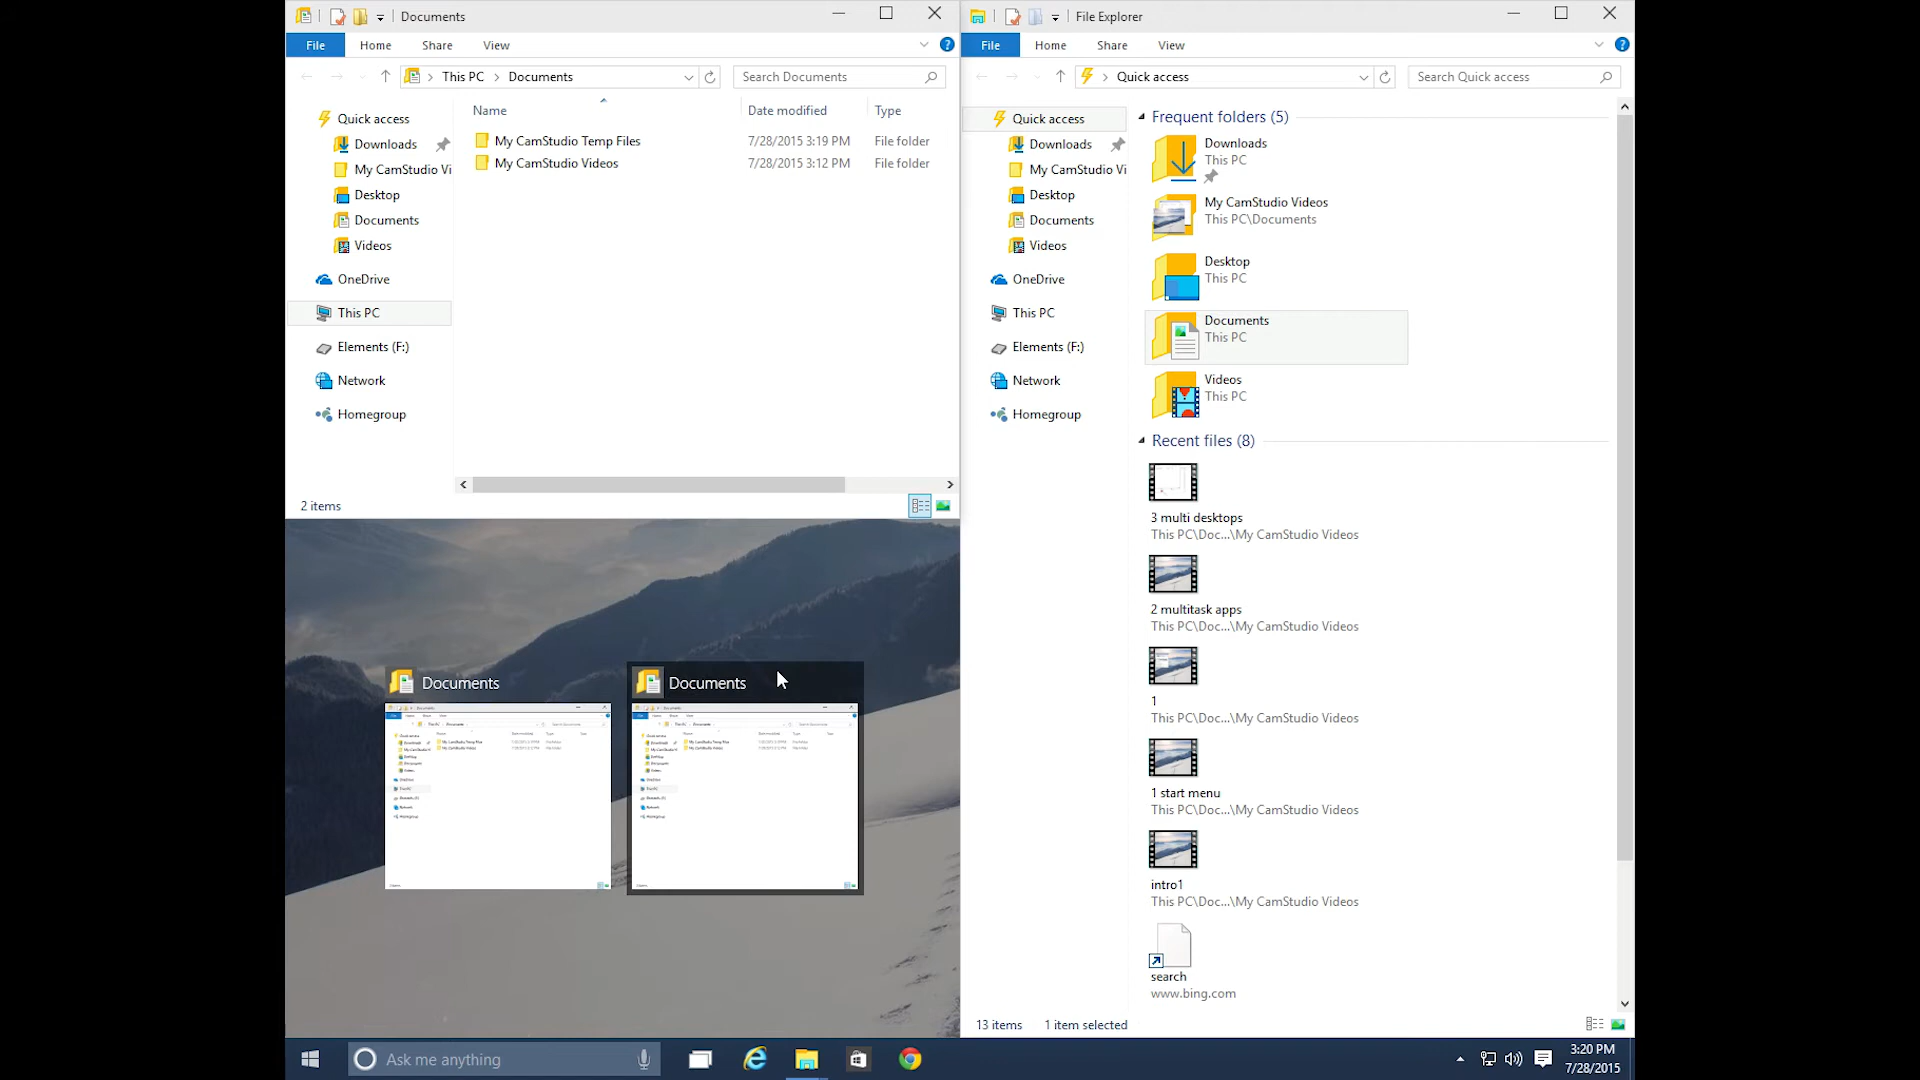 Documents
File Home Share View
This PC Documents
Search Documents
Name Date modified Type
Quick access
Downloads
My CamStudio Vi
Desktop
Documents
Videos
OneDrive
This PC
Elements (F:)
Network
Homegroup
My CamStudio Temp Files 7/28/2015 3:19 PM File folder
My CamStudio Videos 7/28/2015 3:12 PM File folder
2 items
File Explorer
File Home Share View
Quick access
Search Quick access
Quick access
Downloads
My CamStudio Vi
Desktop
Documents
Videos
OneDrive
This PC
Elements (F:)
Network
Homegroup
Frequent folders (5)
Downloads
This PC
My CamStudio Videos
This PC\Documents
Desktop
This PC
Documents
This PC
Videos
This PC
Recent files (8)
3 multi desktops
This PC\Doc...\My CamStudio Videos
2 multitask apps
This PC\Doc...\My CamStudio Videos
1
This PC\Doc...\My CamStudio Videos
1 start menu
This PC\Doc...\My CamStudio Videos
intro1
This PC\Doc...\My CamStudio Videos
search
www.bing.com
13 items 1 item selected
Documents
Documents
Ask me anything
3:20 PM
7/28/2015